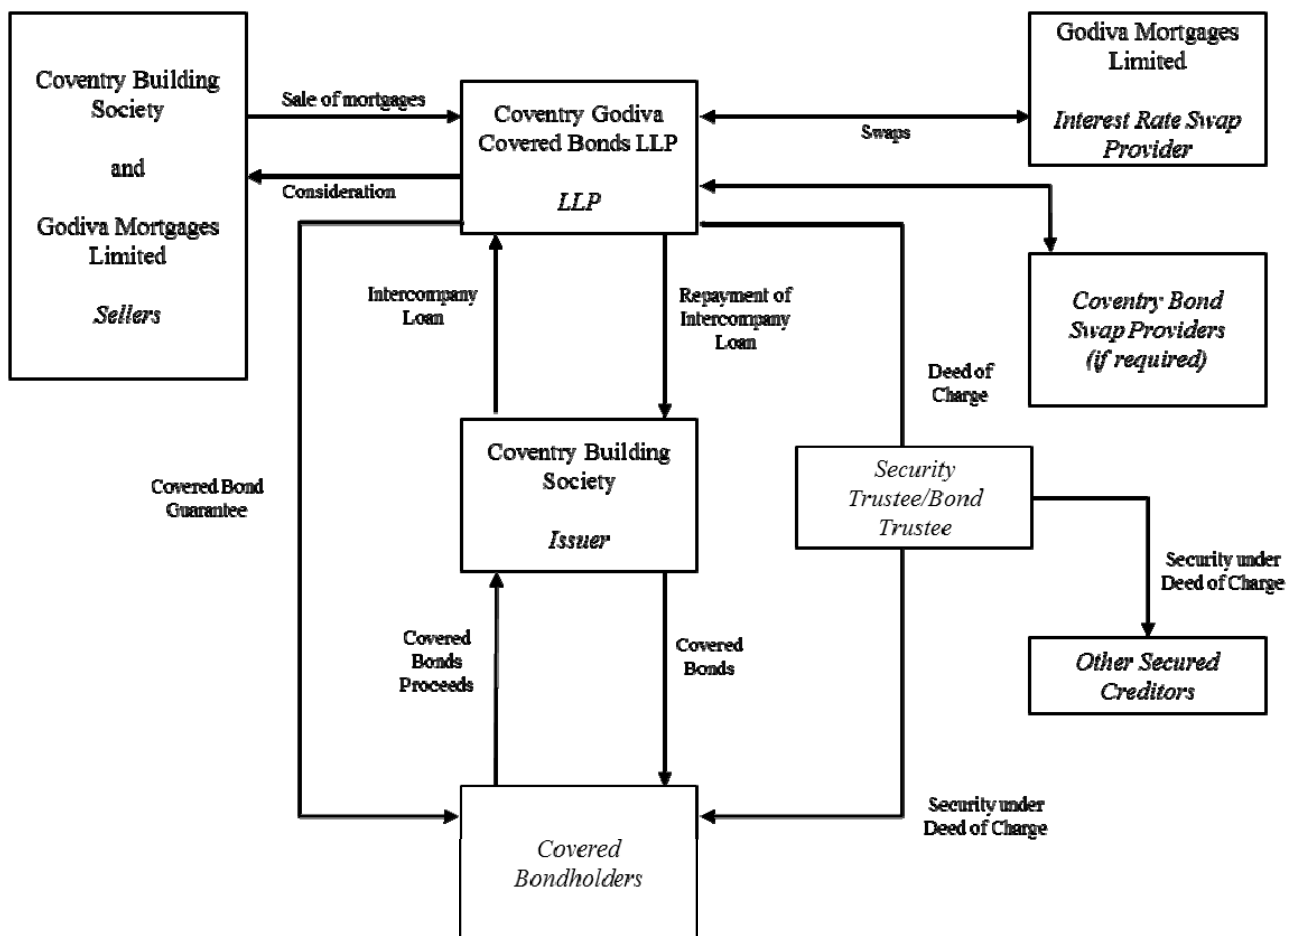 Coventry Building
Society
and
Godiva Mortgages
Limited
Sellers
Sale of mortgages
Consideration
Coventry Godiva
Covered Bonds LLP
LLP
Swaps
Godiva Mortgages
Limited
Interest Rate Swap
Provider
Coventry Bond
Swap Providers
(if required)
Intercompany
Loan
Repayment of
Intercompany
Loan
Deed of
Charge
Covered Bond
Guarantee
Coventry Building
Society
Issuer
Security
Trustee/Bond
Trustee
Security under
Deed of Charge
Other Secured
Creditors
Covered
Bonds
Proceeds
Covered
Bonds
Security under
Deed of Charge
Covered
Bondholders